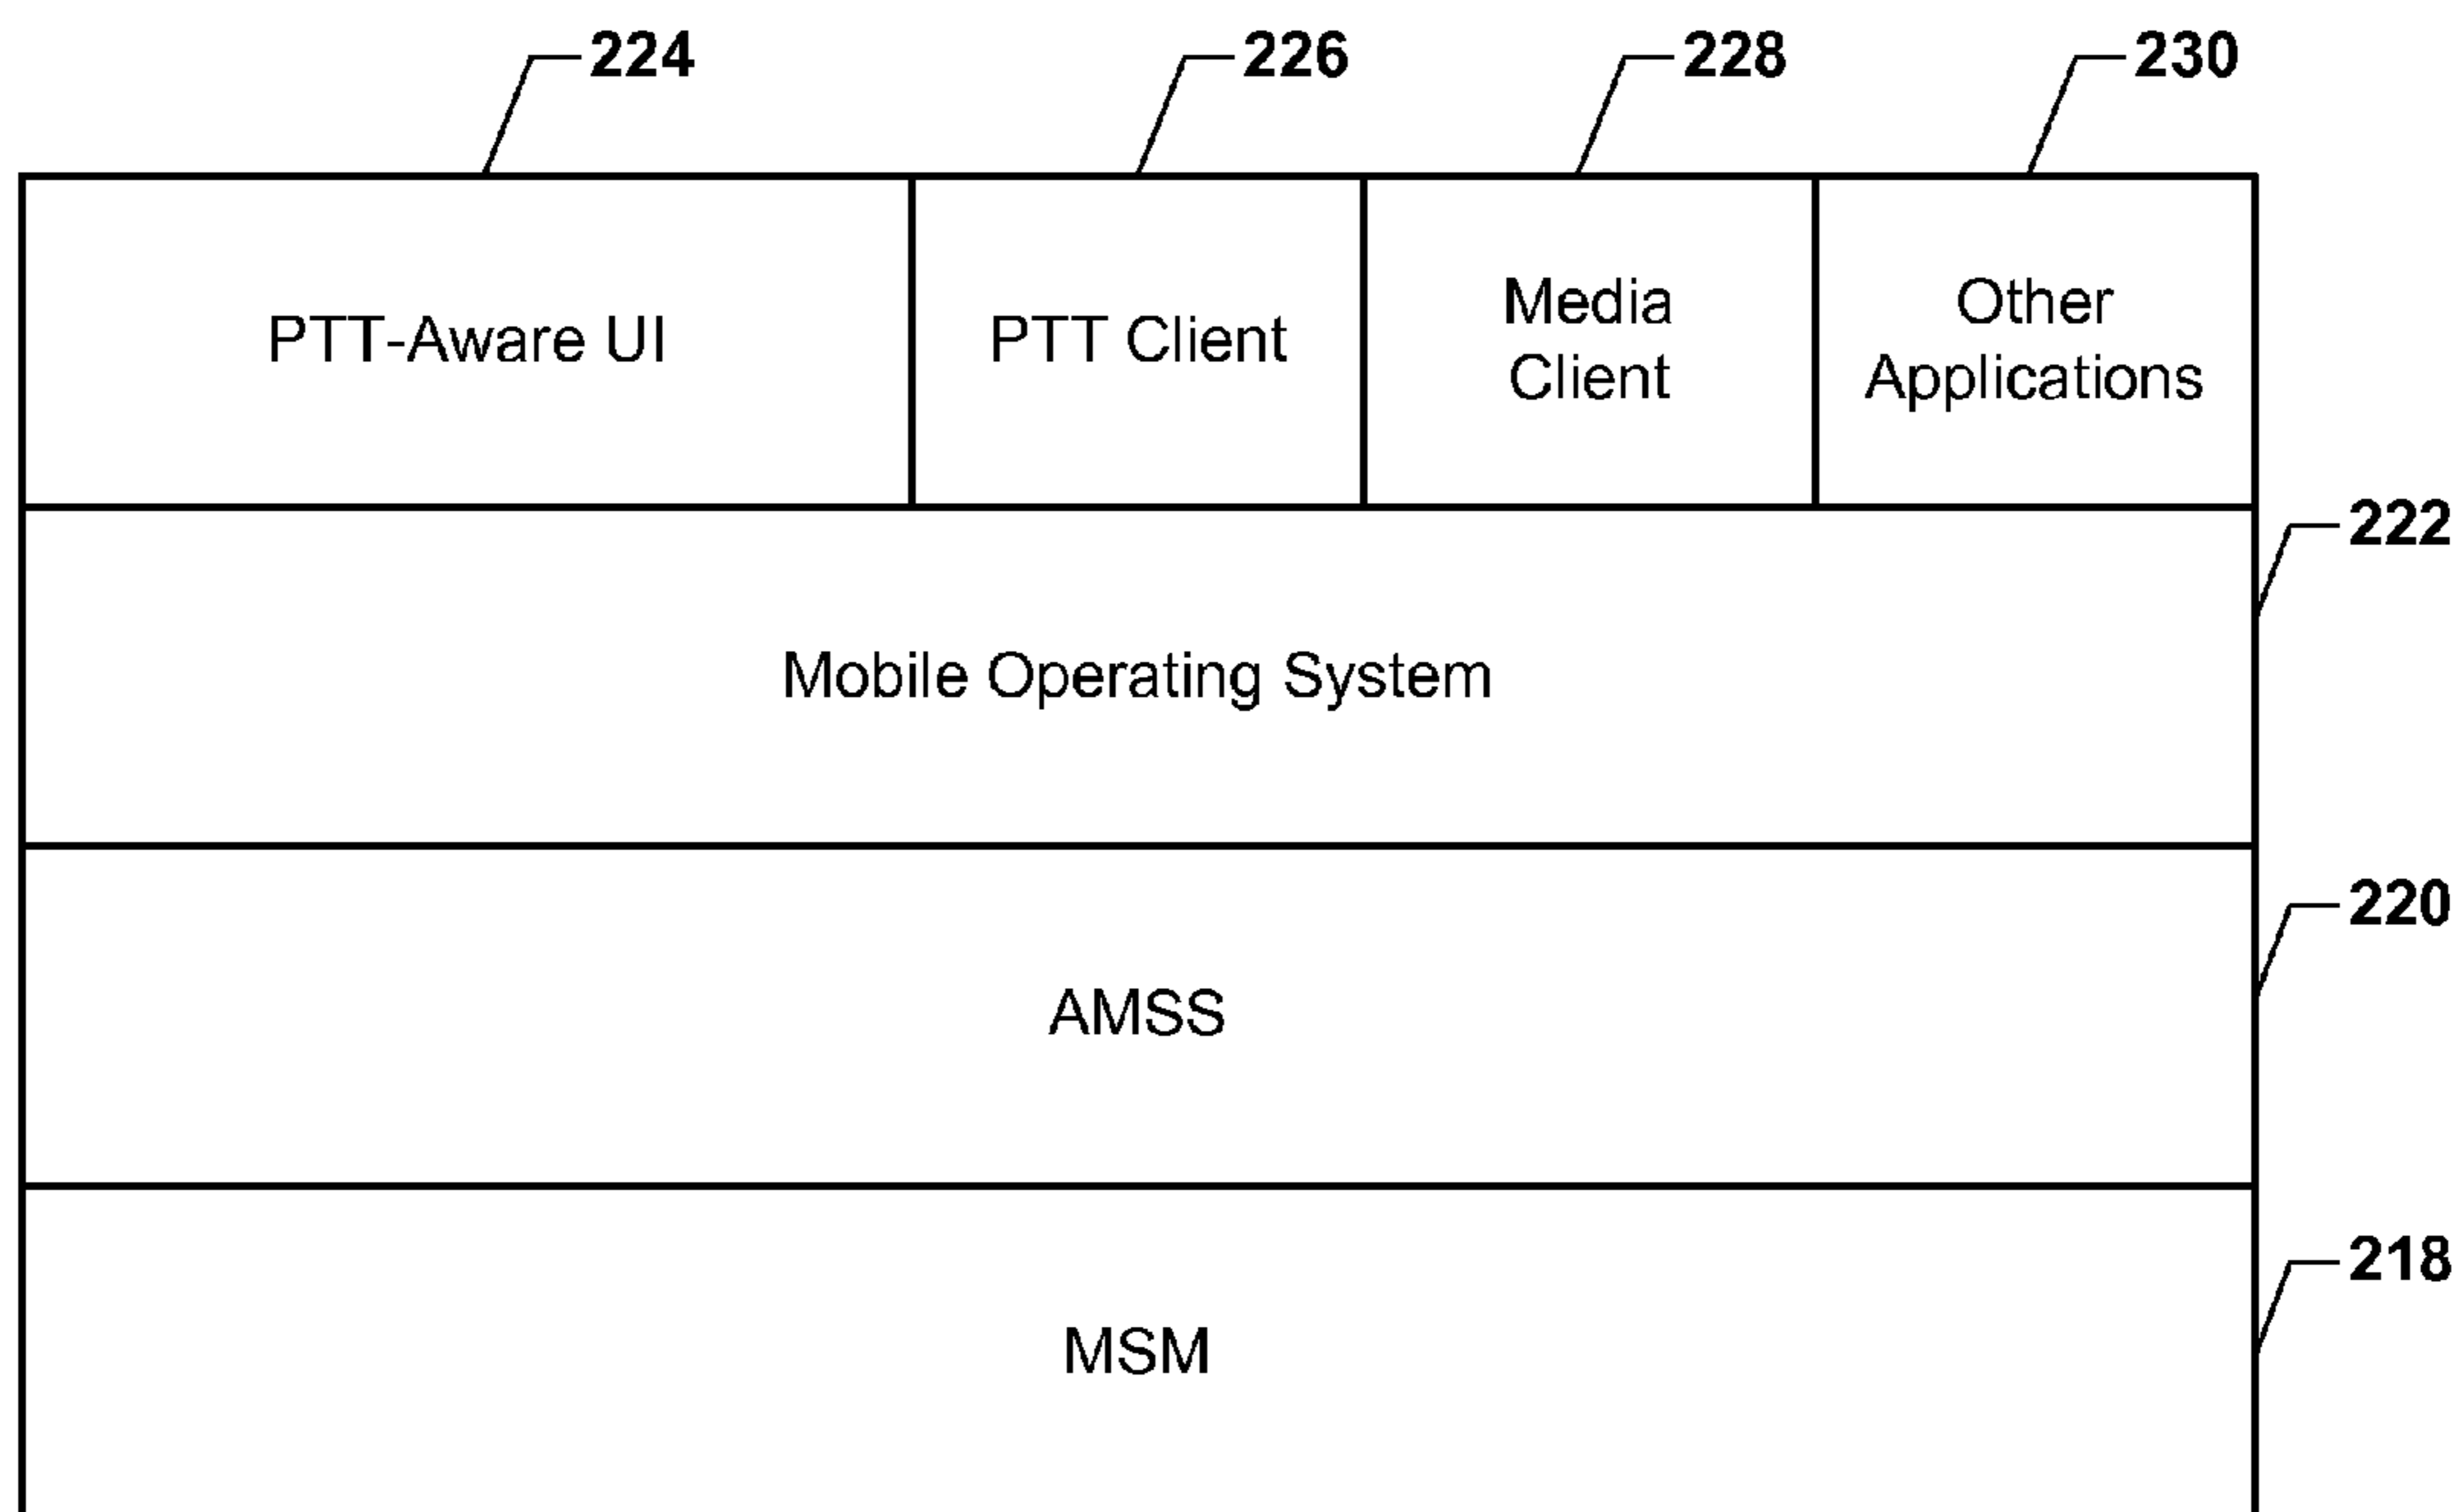 224
226
228
230
PTT-Aware UI
PTT Client
Media
Client
Other
Applications
222
Mobile Operating System
220
AMSS
218
MSM